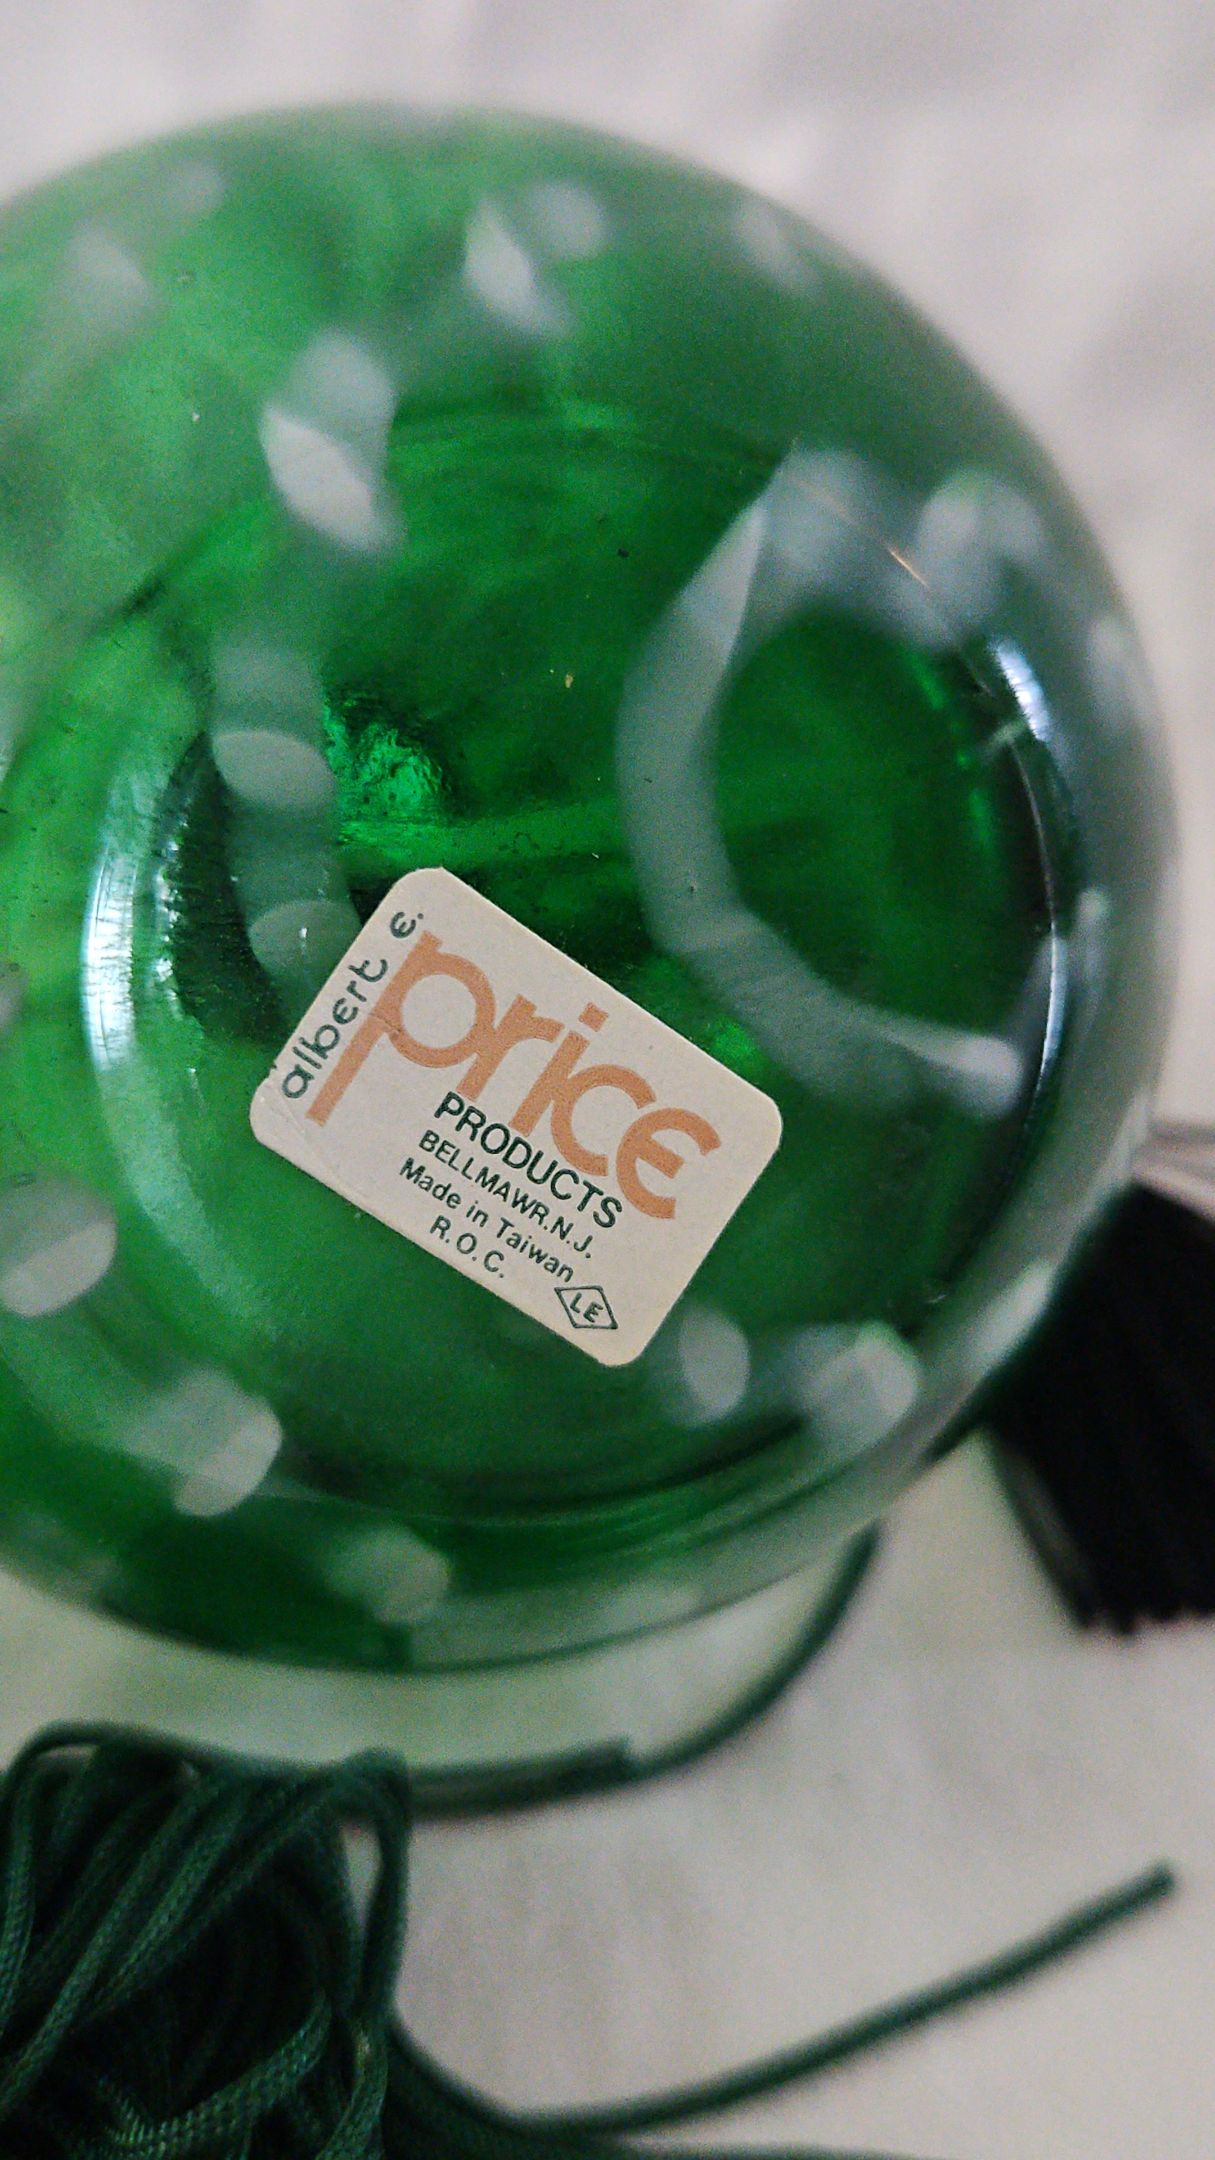 albert e.
price
PRODUCTS
BELLMAWR.N.J.
Made in Taiwan
R.O.C.
LE